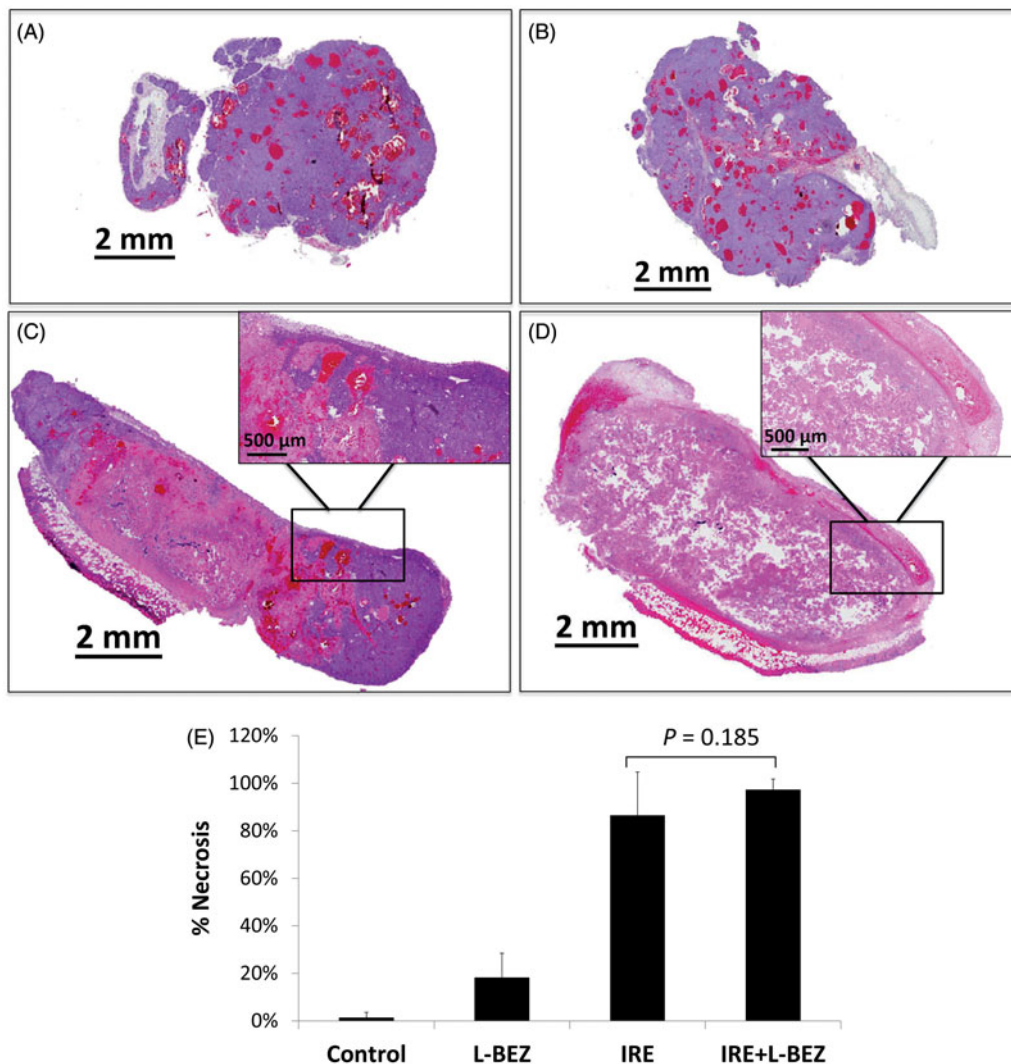 (A)
2 mm
(B)
2 mm
(C)
500 µm
2 mm
(D)
500 µm
2 mm
(E)
120%
100%
80%
60%
40%
20%
0%
% Necrosis
P = 0.185
Control L-BEZ IRE IRE+L-BEZ